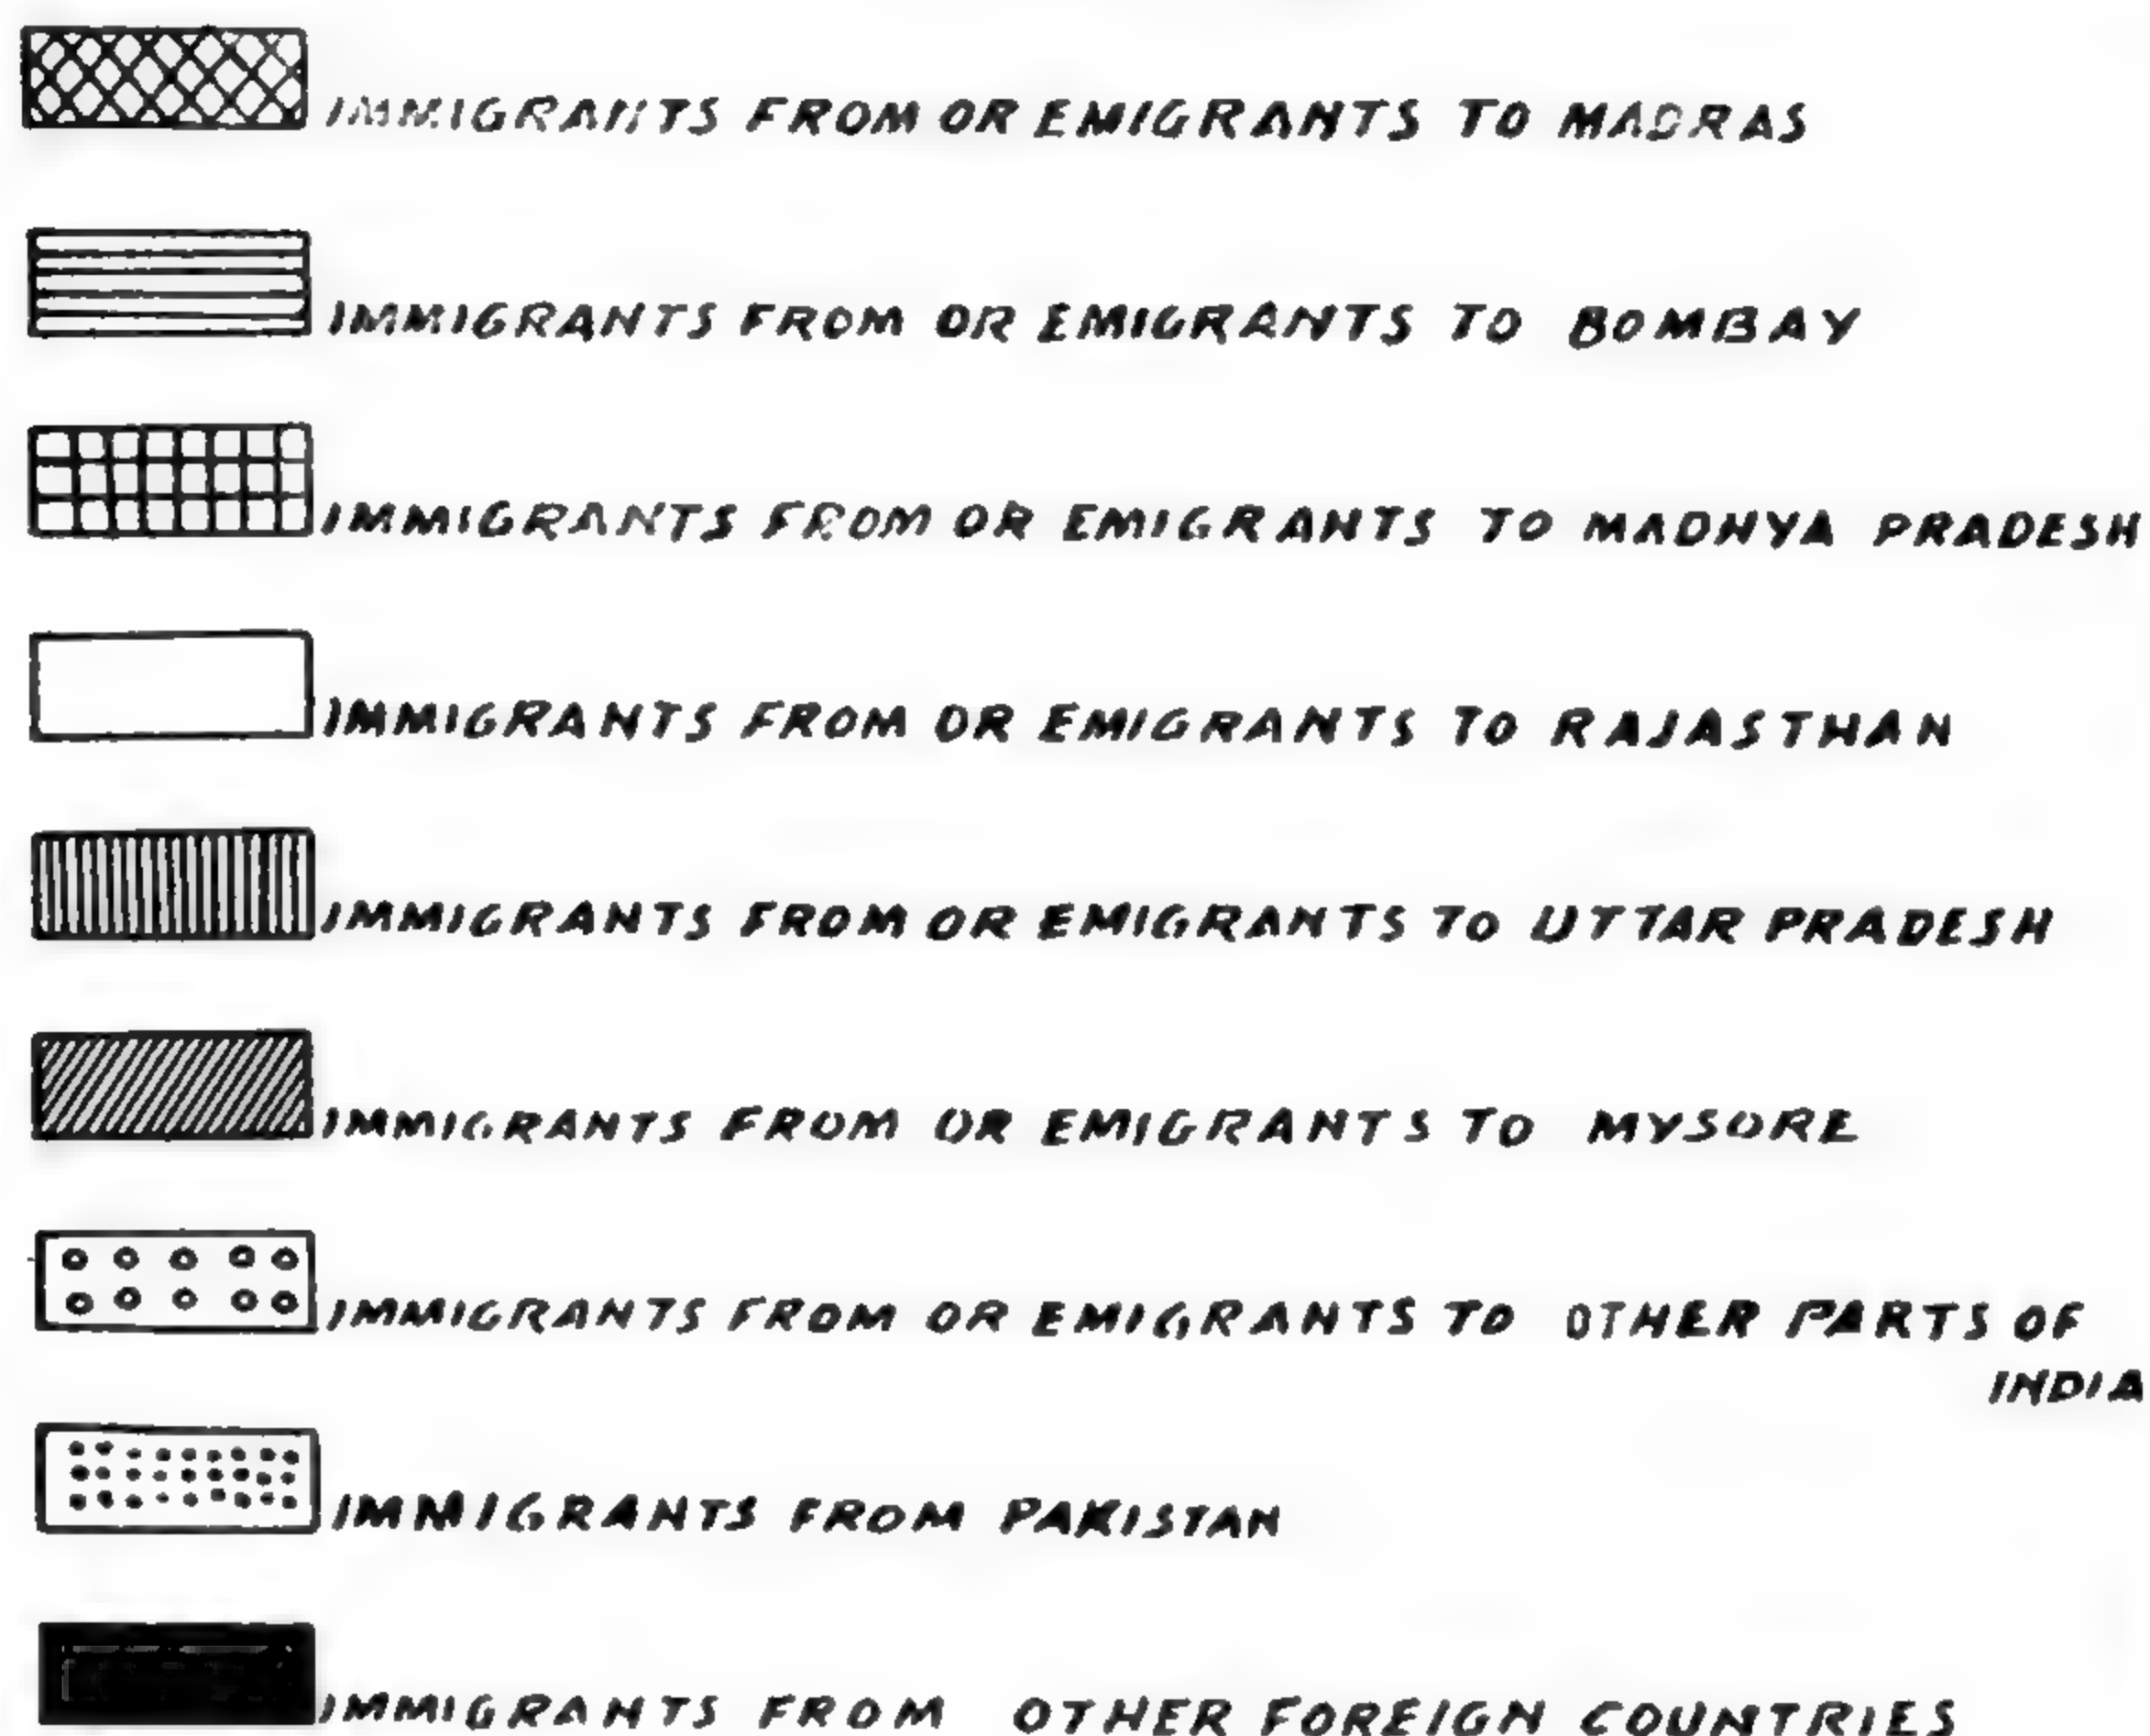 IMMIGRANTS FROM OR EMIGRANTS TO MADRAS
IMMIGRANTS FROM OR EMIGRANTS TO BOMBAY
IMMIGRANTS FROM OR EMIGRANTS TO MADHYA PRADESH
IMMIGRANTS FROM OR EMIGRANTS TO RAJASTHAN
IMMIGRANTS FROM OR EMIGRANTS TO UTTAR PRADESH
IMMIGRANTS FROM OR EMIGRANTS TO MYSORE
IMMIGRANTS FROM OR EMIGRANTS TO OTHER PARTS OF
INDIA
IMMIGRANTS FROM PAKISTAN
IMMIGRANTS FROM OTHER FOREIGN COUNTRIES